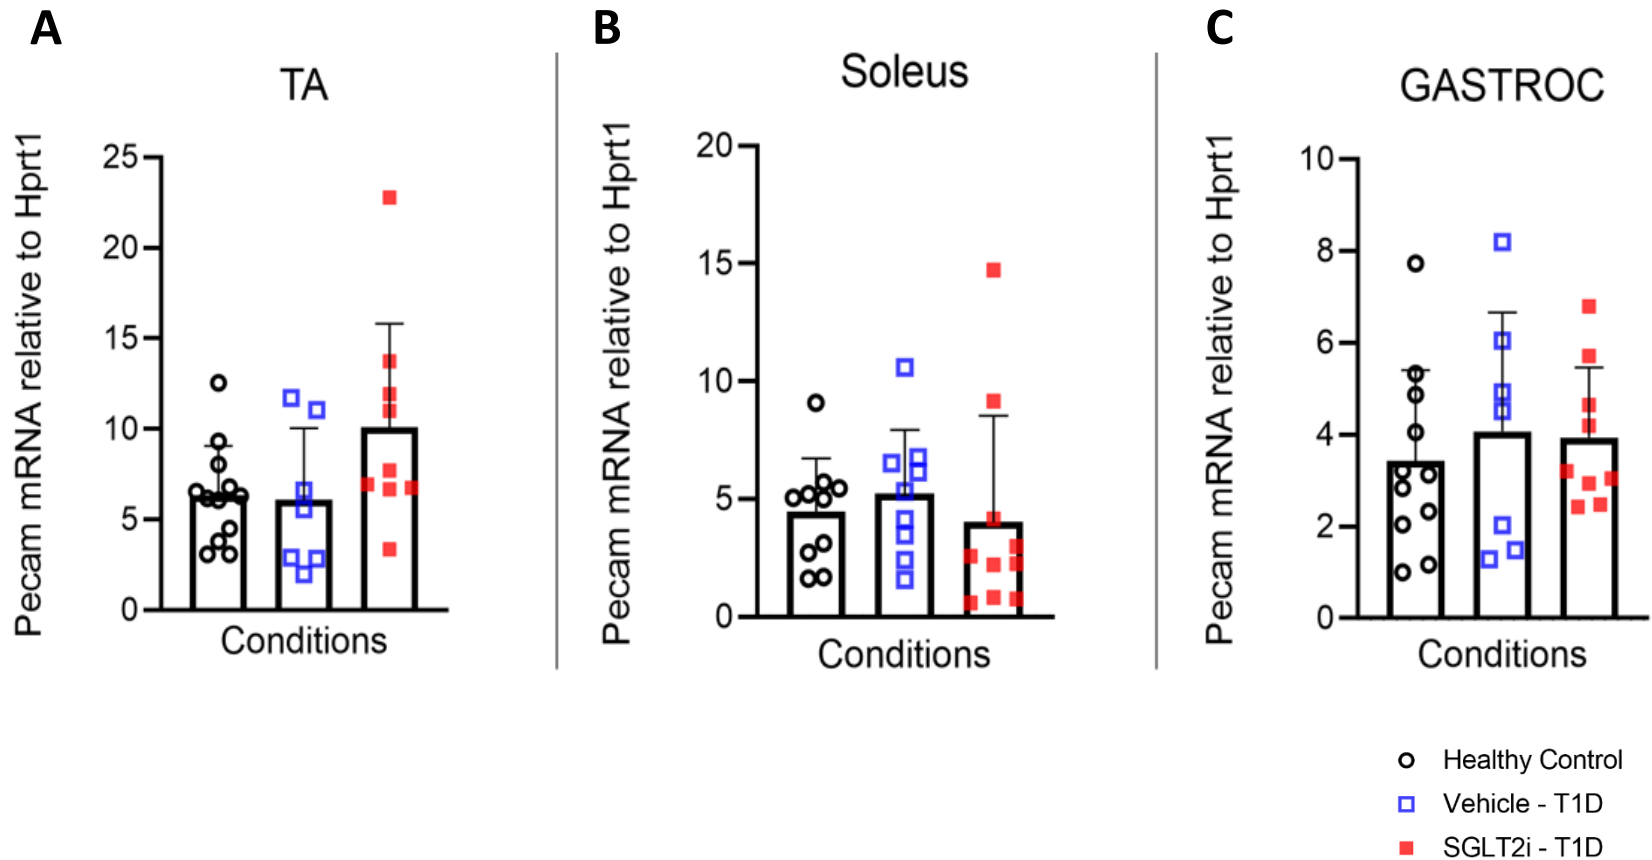 A
TA
Pecam mRNA relative to Hprt1
25
20
15
10
5
0
Conditions
B
Soleus
Pecam mRNA relative to Hprt1
20
15
10
5
0
Conditions
C
GASTROC
Pecam mRNA relative to Hprt1
10
8
6
4
2
0
Conditions
Healthy Control
Vehicle - T1D
SGLT2i - T1D